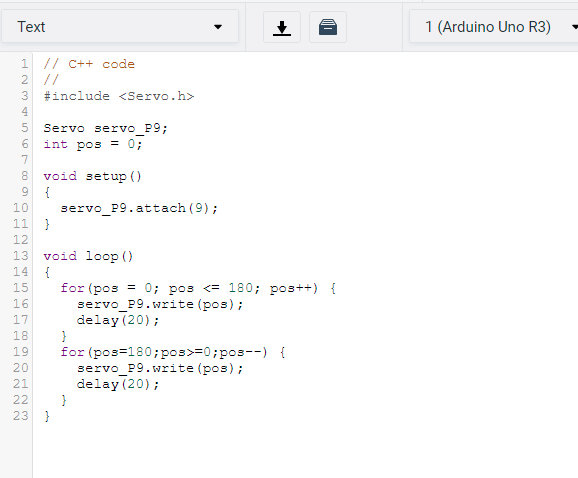 Text
1 (Arduino Uno R3)
1 // C++ code
2 //
3 #include <Servo.h>
4
5 Servo servo_P9;
6 int pos = 0;
7
8 void setup()
9 {
10   servo_P9.attach(9);
11 }
12
13 void loop()
14 {
15   for(pos = 0; pos <= 180; pos++) {
16     servo_P9.write(pos);
17     delay(20);
18   }
19   for(pos=180;pos>=0;pos--) {
20     servo_P9.write(pos);
21     delay(20);
22   }
23 }